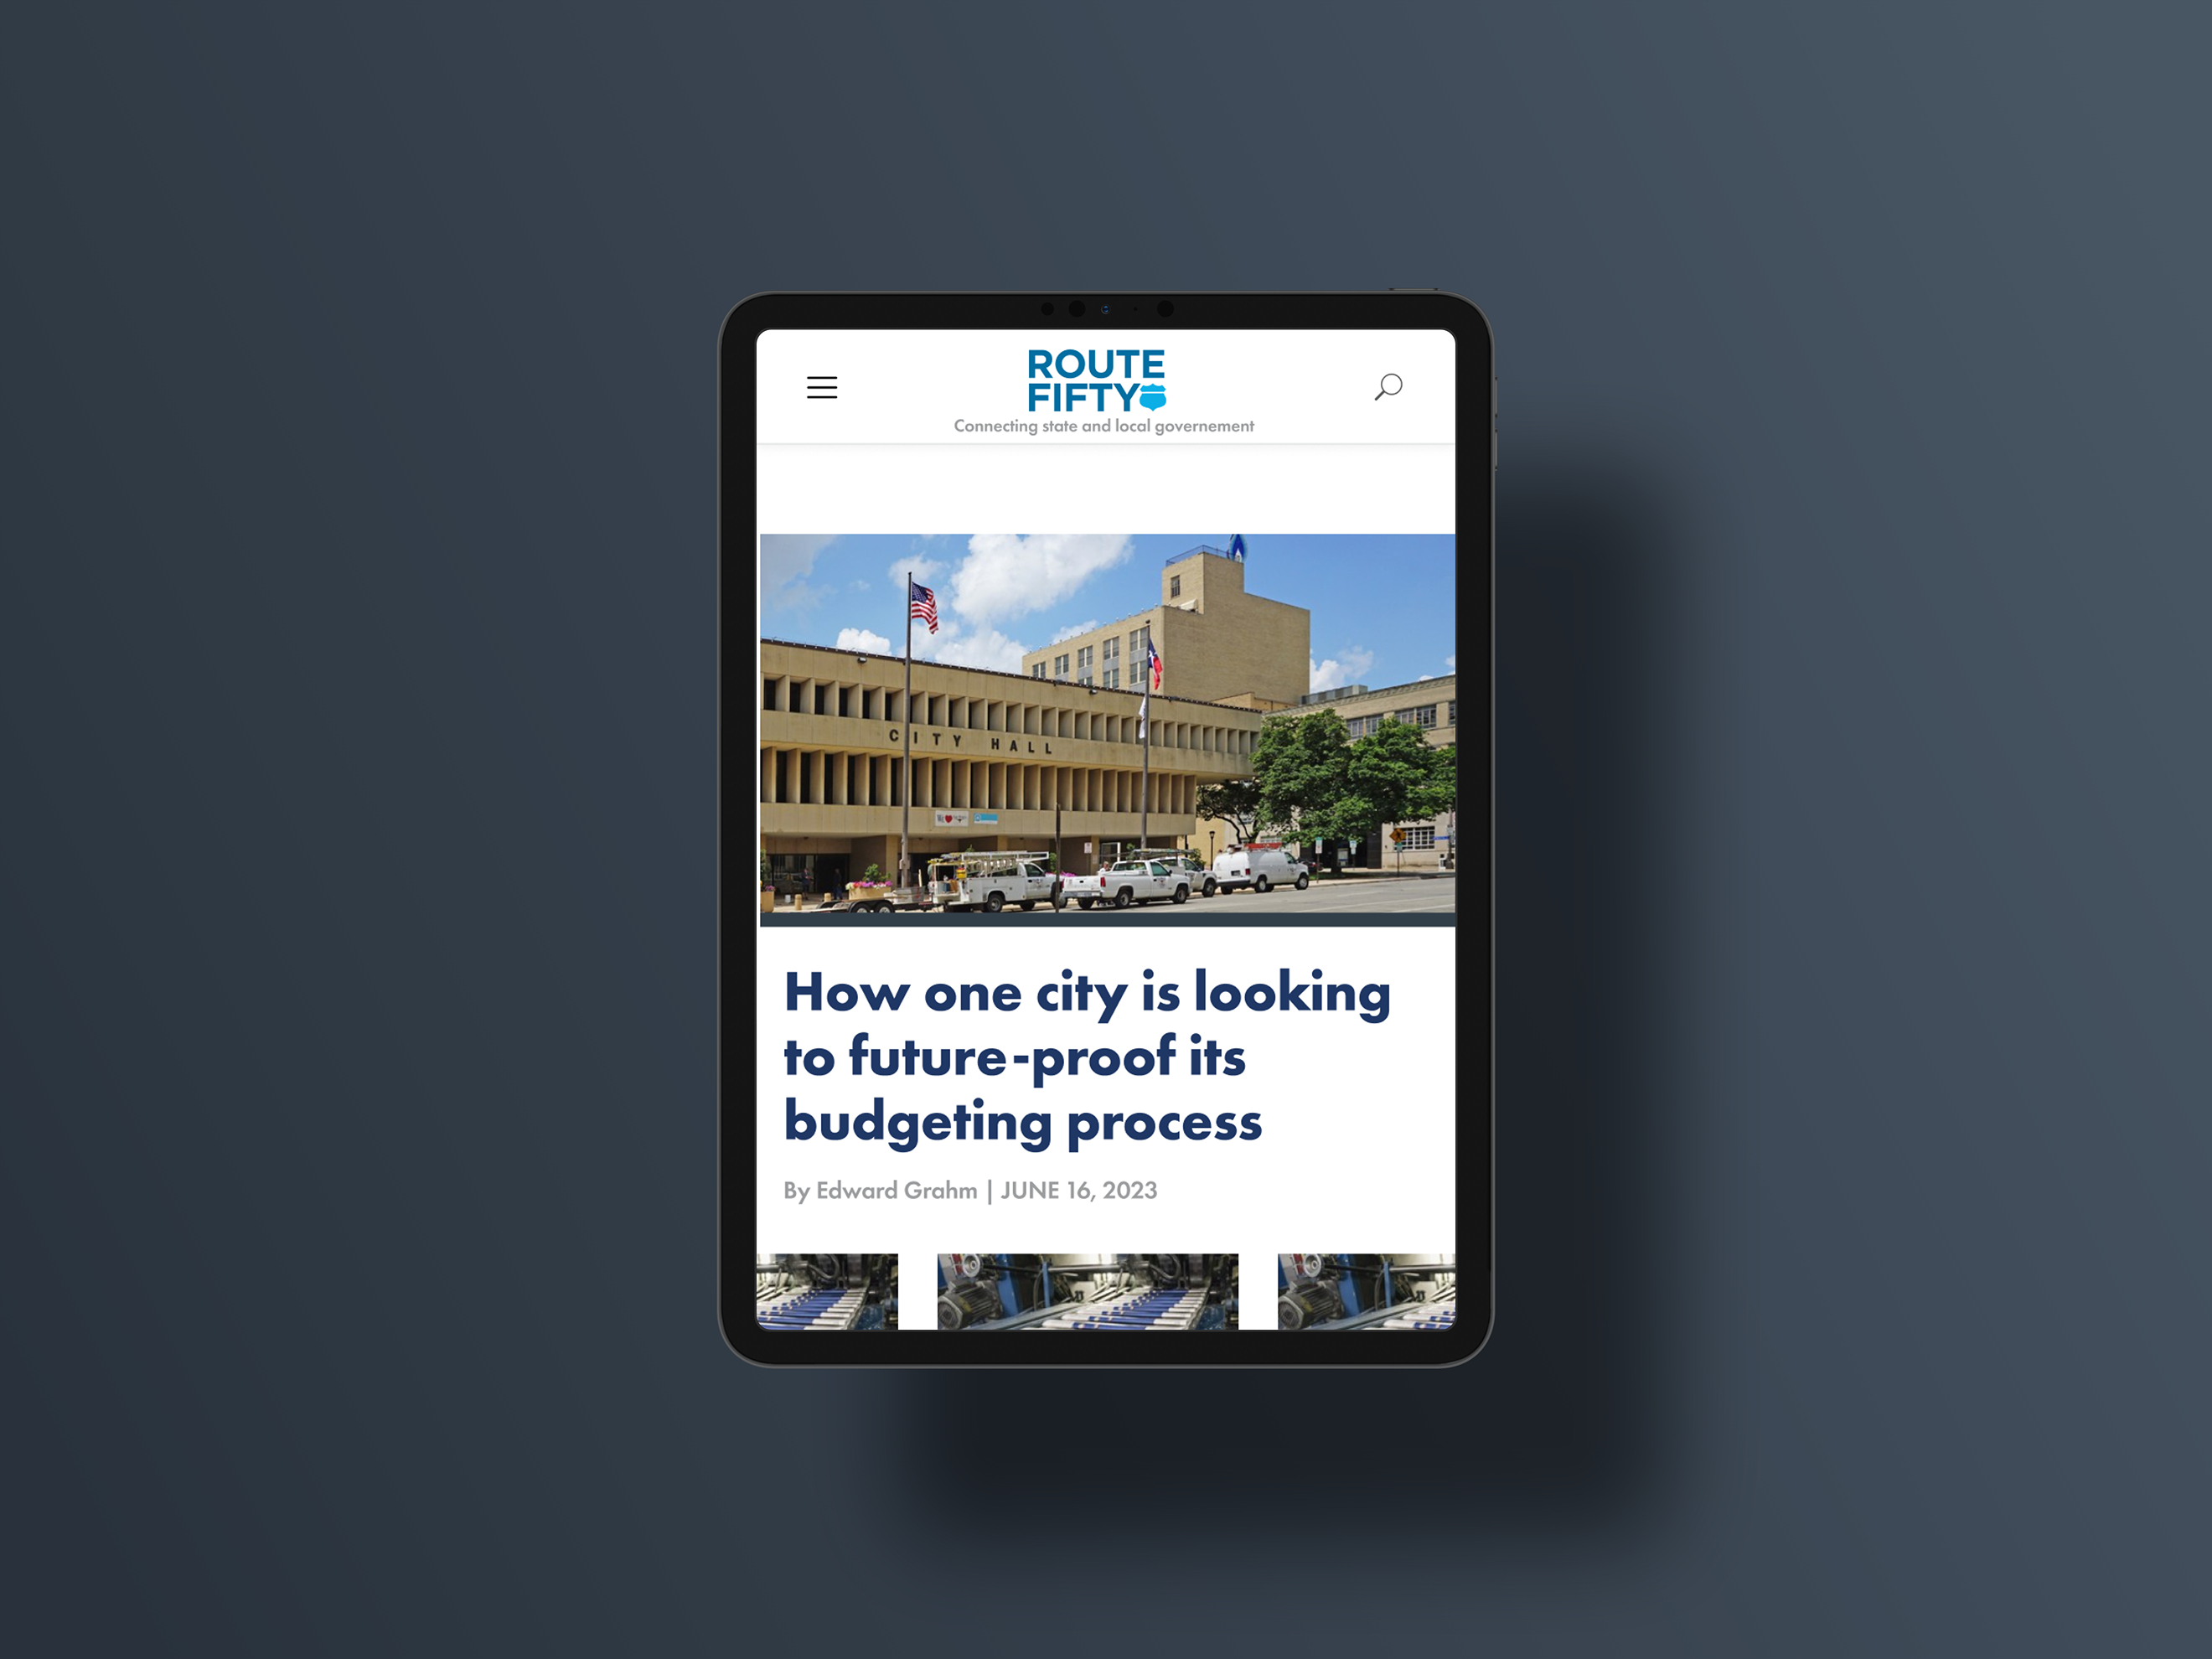 ROUTE
FIFTY
Connecting state and local governement
CITY HALL
How one city is looking
to future-proof its
budgeting process
By Edward Grahm | JUNE 16, 2023